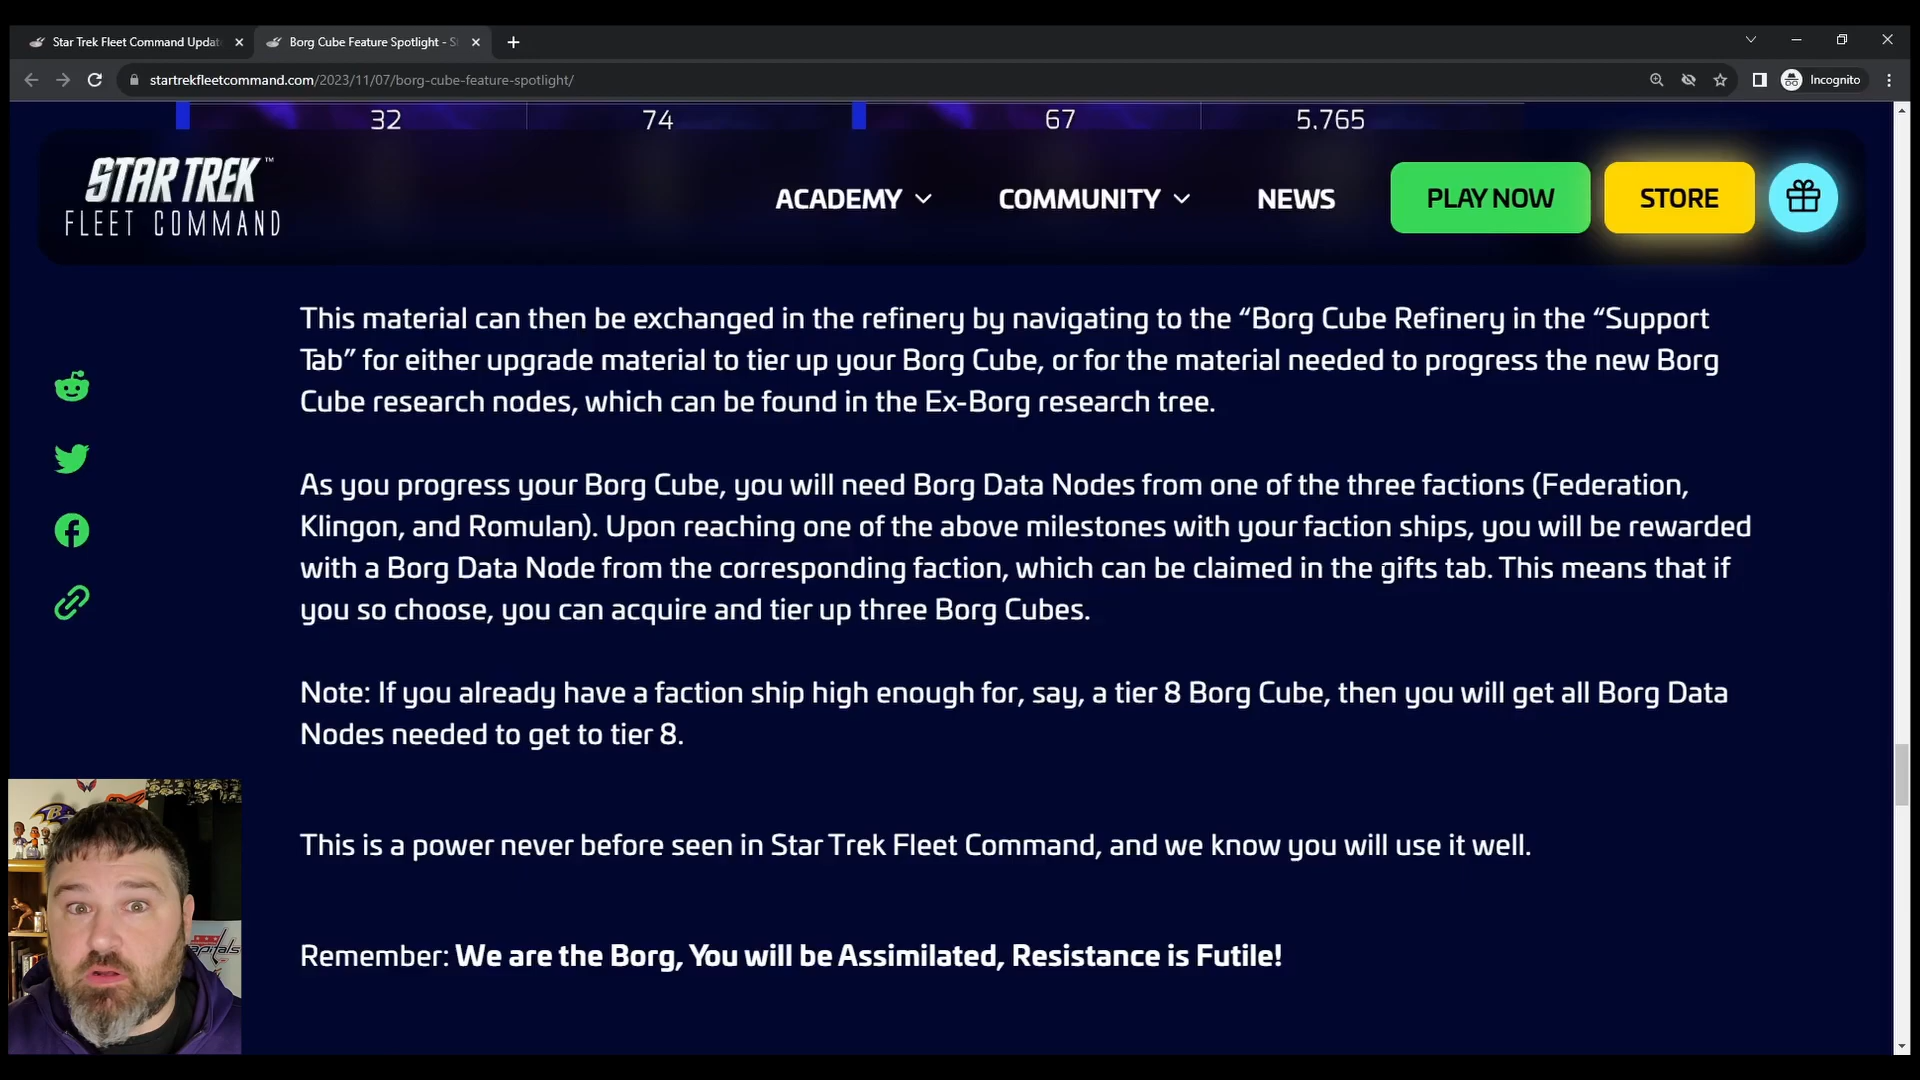 Star Trek Fleet Command Updat
Borg Cube Feature Spotlight - S
startrekfleetcommand.com/2023/11/07/borg-cube-feature-spotlight/
Incognito
32 74 67 5,765
STAR TREK™
FLEET COMMAND
ACADEMY COMMUNITY NEWS PLAY NOW STORE
This material can then be exchanged in the refinery by navigating to the “Borg Cube Refinery in the “Support
Tab” for either upgrade material to tier up your Borg Cube, or for the material needed to progress the new Borg
Cube research nodes, which can be found in the Ex-Borg research tree.
As you progress your Borg Cube, you will need Borg Data Nodes from one of the three factions (Federation,
Klingon, and Romulan). Upon reaching one of the above milestones with your faction ships, you will be rewarded
with a Borg Data Node from the corresponding faction, which can be claimed in the gifts tab. This means that if
you so choose, you can acquire and tier up three Borg Cubes.
Note: If you already have a faction ship high enough for, say, a tier 8 Borg Cube, then you will get all Borg Data
Nodes needed to get to tier 8.
This is a power never before seen in Star Trek Fleet Command, and we know you will use it well.
Remember: We are the Borg, You will be Assimilated, Resistance is Futile!
capitals